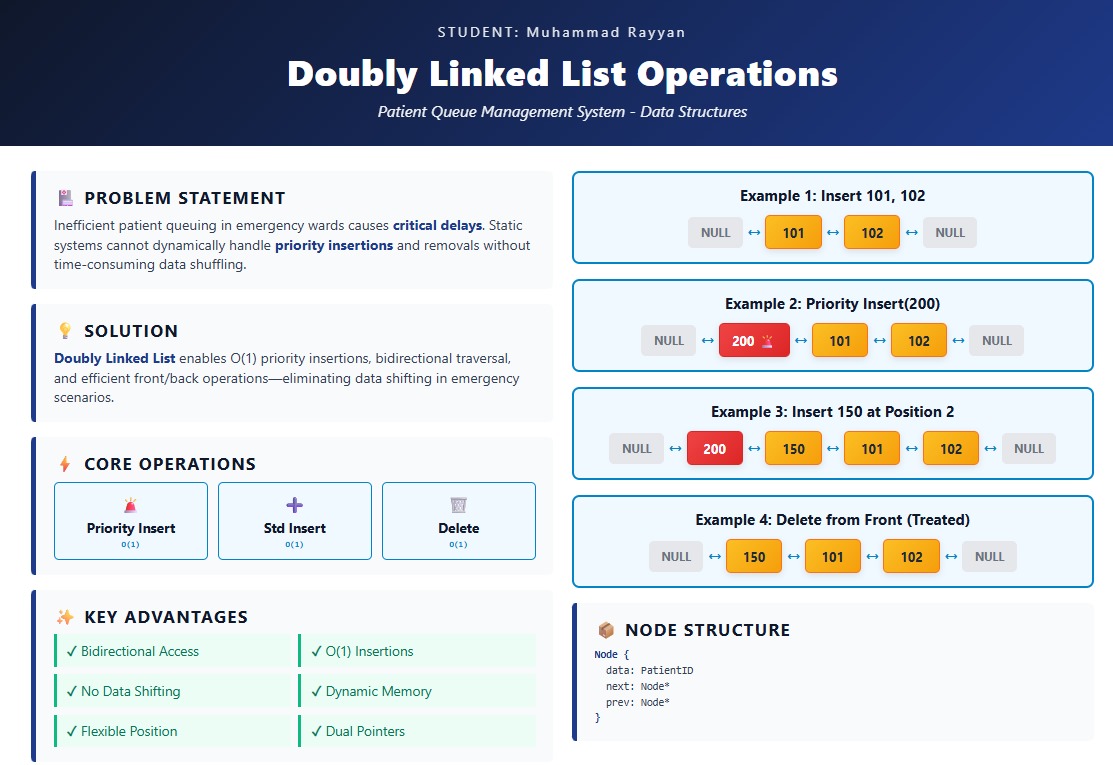 STUDENT: Muhammad Rayyan
Doubly Linked List Operations
Patient Queue Management System - Data Structures
PROBLEM STATEMENT
Inefficient patient queuing in emergency wards causes critical delays. Static
systems cannot dynamically handle priority insertions and removals without
time-consuming data shuffling.
SOLUTION
Doubly Linked List enables O(1) priority insertions, bidirectional traversal,
and efficient front/back operations—eliminating data shifting in emergency
scenarios.
CORE OPERATIONS
Priority Insert
O(1)
Std Insert
O(1)
Delete
O(1)
KEY ADVANTAGES
✓ Bidirectional Access
✓ O(1) Insertions
✓ No Data Shifting
✓ Dynamic Memory
✓ Flexible Position
✓ Dual Pointers
Example 1: Insert 101, 102
NULL ↔ 101 ↔ 102 ↔ NULL
Example 2: Priority Insert(200)
NULL ↔ 200 ↔ 101 ↔ 102 ↔ NULL
Example 3: Insert 150 at Position 2
NULL ↔ 200 ↔ 150 ↔ 101 ↔ 102 ↔ NULL
Example 4: Delete from Front (Treated)
NULL ↔ 150 ↔ 101 ↔ 102 ↔ NULL
NODE STRUCTURE
Node {
data: PatientID
next: Node*
prev: Node*
}